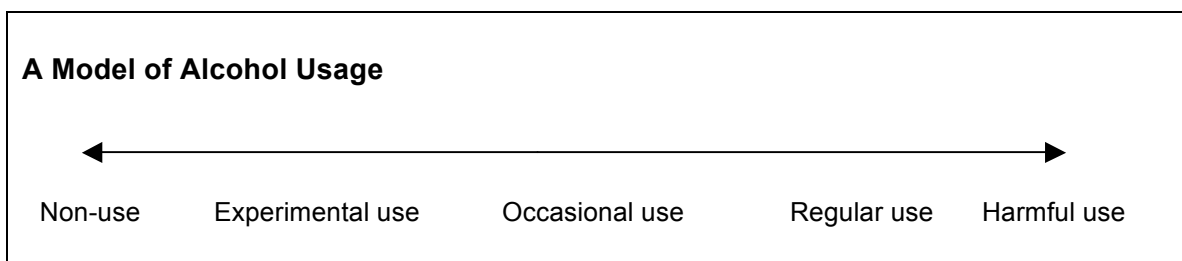 A Model of Alcohol Usage
Non-use Experimental use Occasional use Regular use Harmful use